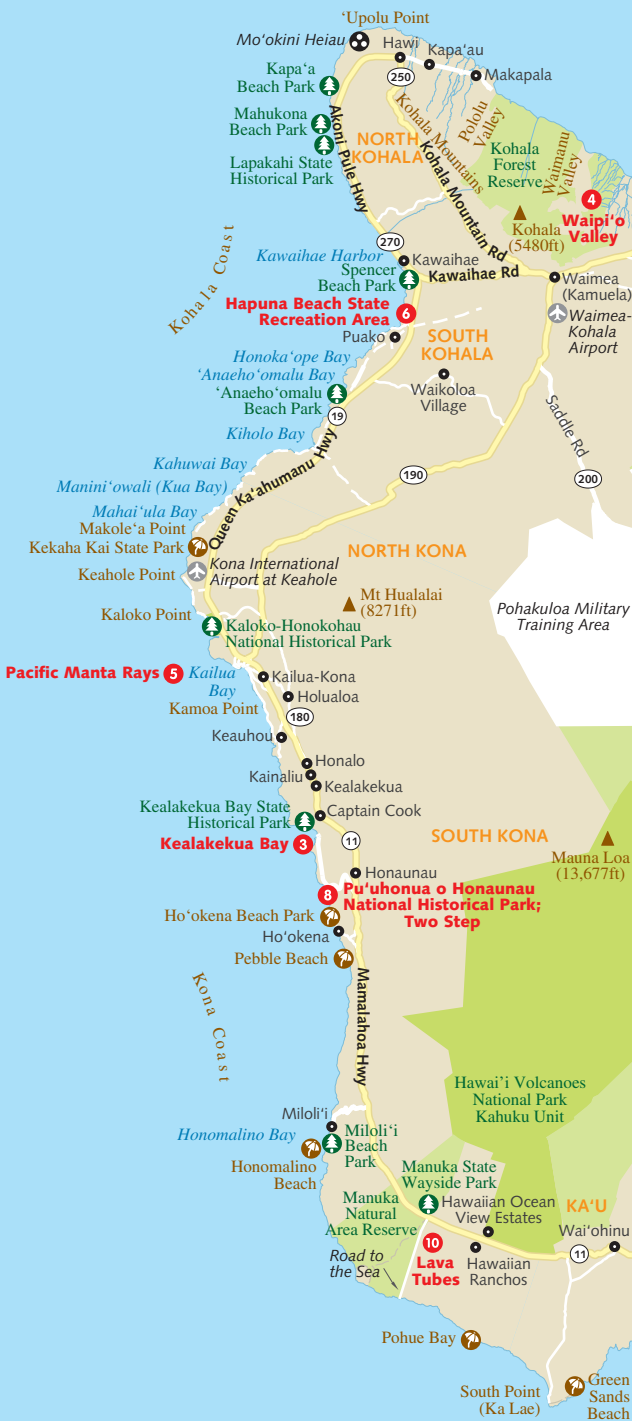 ‘Upolu Point
Mo‘okini Heiau
Hawi
Kapa‘au
Makapala
Kapa‘a
Beach Park
250
Mahukona
Beach Park
Lapakahi State
Historical Park
Akoni Pule Hwy
NORTH
KOHALA
Kohala Mountains
Kohala Mountain Rd
Pololu
Valley
Kohala
Forest
Reserve
Waimanu
Valley
4
Waipi‘o
Valley
Kohala
(5480ft)
Kohala Coast
270
Kawaihae Harbor
Kawaihae
Kawaihae Rd
Spencer
Beach Park
Waimea
(Kamuela)
Hapuna Beach State
Recreation Area
6
Waimea-
Kohala
Airport
Puako
SOUTH
KOHALA
Honoka‘ope Bay
‘Anaeho‘omalu Bay
‘Anaeho‘omalu
Beach Park
Waikoloa
Village
19
Saddle Rd
Kiholo Bay
Queen Ka‘ahumanu Hwy
Kahuwai Bay
190
200
Manini‘owali (Kua Bay)
Mahai‘ula Bay
Makole‘a Point
Kekaha Kai State Park
NORTH KONA
Keahole Point
Kona International
Airport at Keahole
Mt Hualalai
(8271ft)
Pohakuloa Military
Training Area
Kaloko Point
Kaloko-Honokohau
National Historical Park
Pacific Manta Rays
5
Kailua
Bay
Kailua-Kona
Holualoa
Kamoa Point
180
Keauhou
Honalo
Kainaliu
Kealakekua
Kealakekua Bay State
Historical Park
Captain Cook
Kealakekua Bay
3
11
SOUTH KONA
Mauna Loa
(13,677ft)
Honaunau
8
Pu‘uhonua o Honaunau
National Historical Park;
Two Step
Ho‘okena Beach Park
Ho‘okena
Pebble Beach
Kona Coast
Mamalahoa Hwy
Hawai‘i Volcanoes
National Park
Kahuku Unit
Miloli‘i
Honomalino Bay
Miloli‘i
Beach
Park
Honomalino
Beach
Manuka State
Wayside Park
Manuka
Natural
Area Reserve
Hawaiian Ocean
View Estates
KA‘U
Wai‘ohinu
10
Lava
Tubes
Road to
the Sea
Hawaiian
Ranchos
11
Pohue Bay
South Point
(Ka Lae)
Green
Sands
Beach